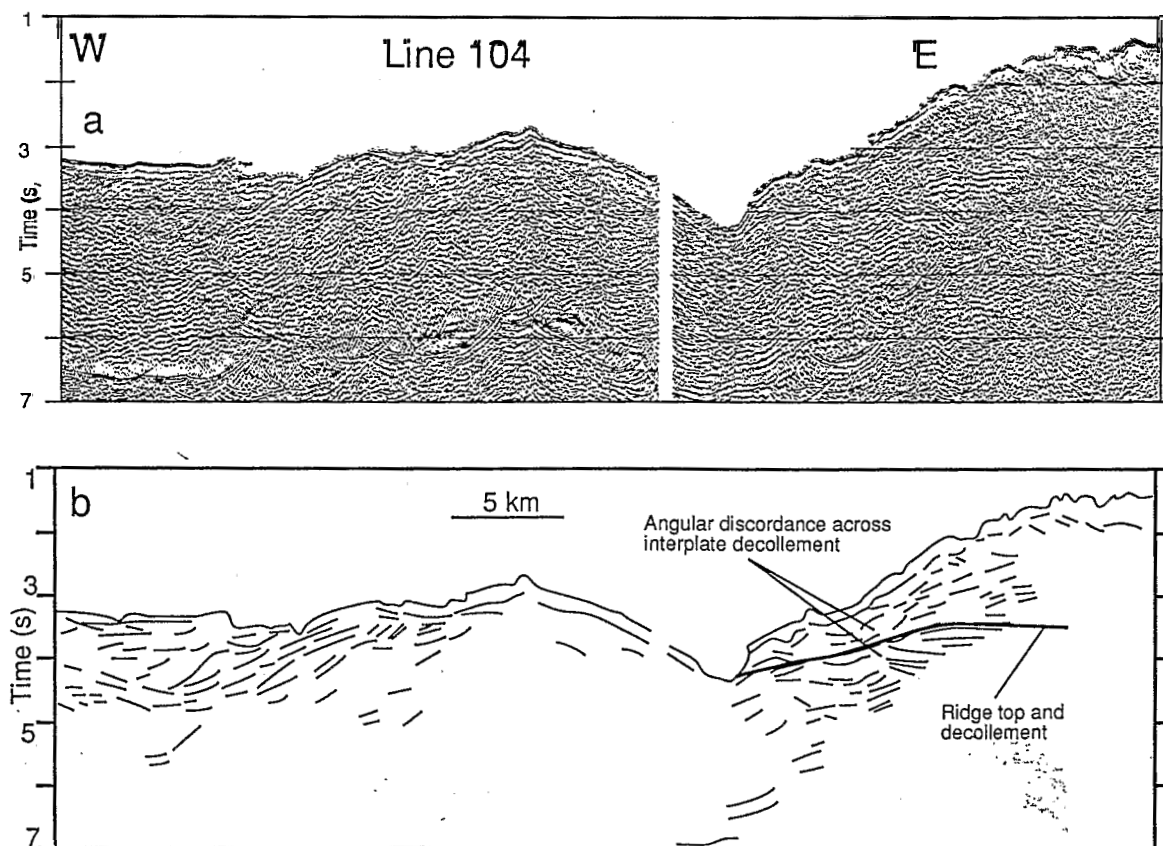 1
W
Line 104
E
a
3
Time (s,
5
7
1
b
5 km
Angular discordance across
interplate decollement
3
Time (s)
5
Ridge top and
decollement
7